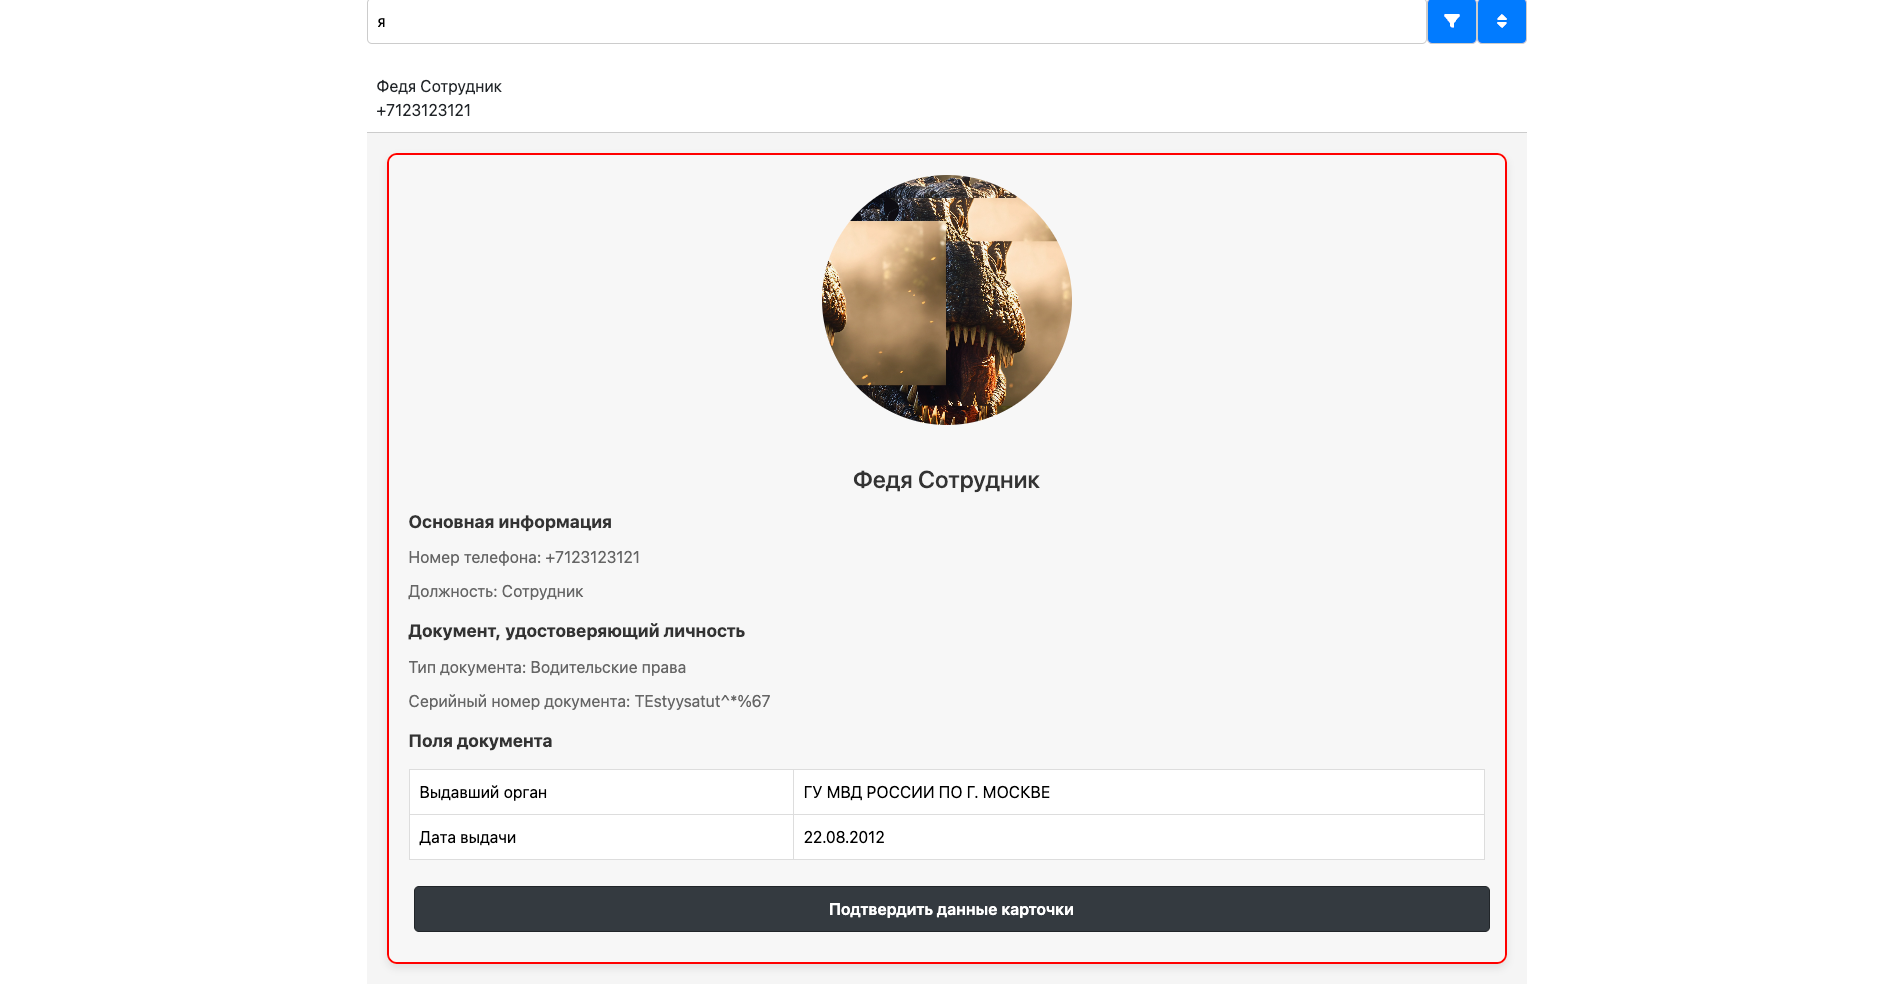 я
Федя Сотрудник
+7123123121
Федя Сотрудник
Основная информация
Номер телефона: +7123123121
Должность: Сотрудник
Документ, удостоверяющий личность
Тип документа: Водительские права
Серийный номер документа: TEstyysatut^*%67
Поля документа
Выдавший орган ГУ МВД РОССИИ ПО Г. МОСКВЕ
Дата выдачи 22.08.2012
Подтвердить данные карточки